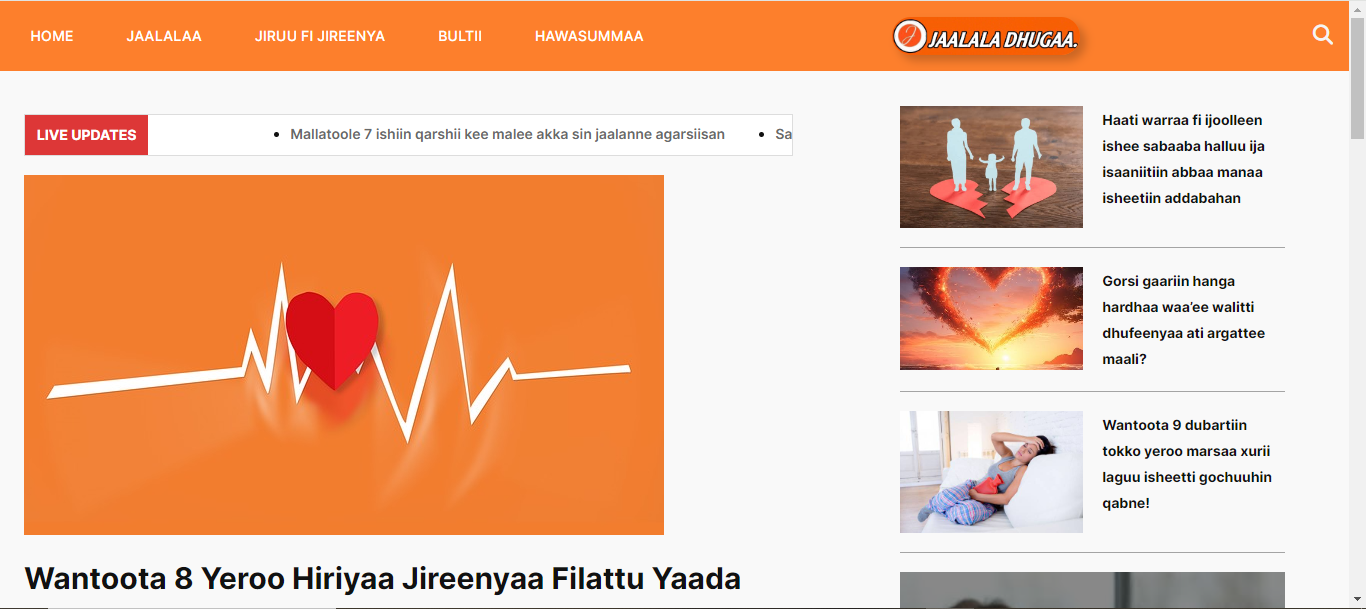 HOME JAALALAA JIRUU FI JIREENYA BULTII HAWASUMMAA
JAALALA DHUGAA.
LIVE UPDATES
• Mallatoole 7 ishiin qarshii kee malee akka sin jaalanne agarsiisan • Sa
Wantoota 8 Yeroo Hiriyaa Jireenyaa Filattu Yaada
Haati warraa fi ijoolleen
ishee sabaaba halluu ija
isaaniitiin abbaa manaa
isheetiin addabahan
Gorsi gaariin hanga
hardhaa waa’ee walitti
dhufeenyaa ati argattee
maali?
Wantoota 9 dubartiin
tokko yeroo marsaa xurii
laguu isheetti gochuuhin
qabne!